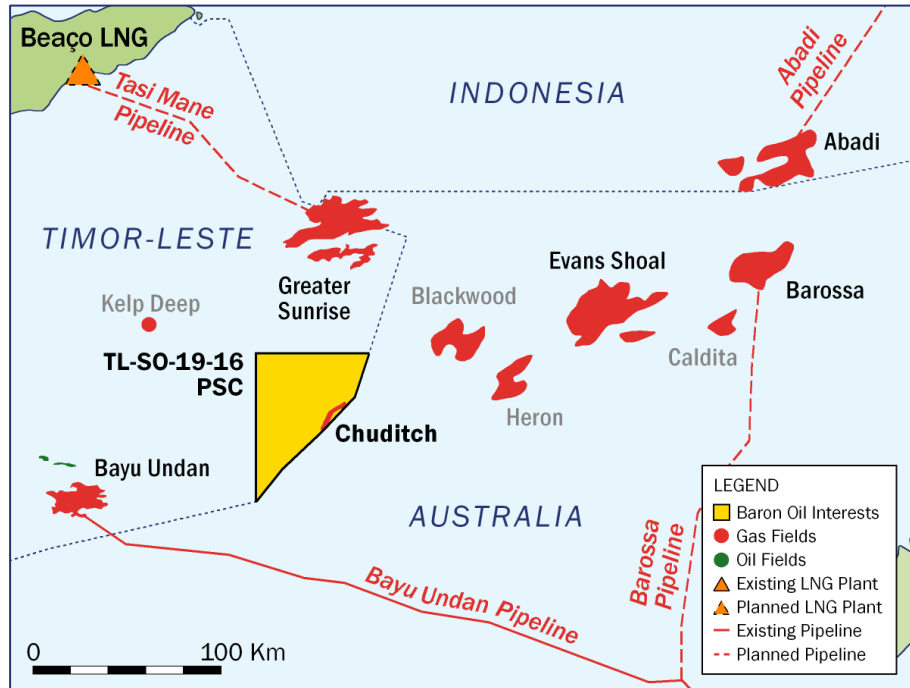 Beaço LNG
Tasi Mane
Pipeline
INDONESIA
Abadi
Pipeline
Abadi
TIMOR-LESTE
Greater
Sunrise
Kelp Deep
Blackwood
Evans Shoal
Barossa
Caldita
Heron
TL-SO-19-16
PSC
Chuditch
Bayu Undan
AUSTRALIA
Bayu Undan Pipeline
Barossa
Pipeline
LEGEND
Baron Oil Interests
Gas Fields
Oil Fields
Existing LNG Plant
Planned LNG Plant
Existing Pipeline
Planned Pipeline
0 100 Km